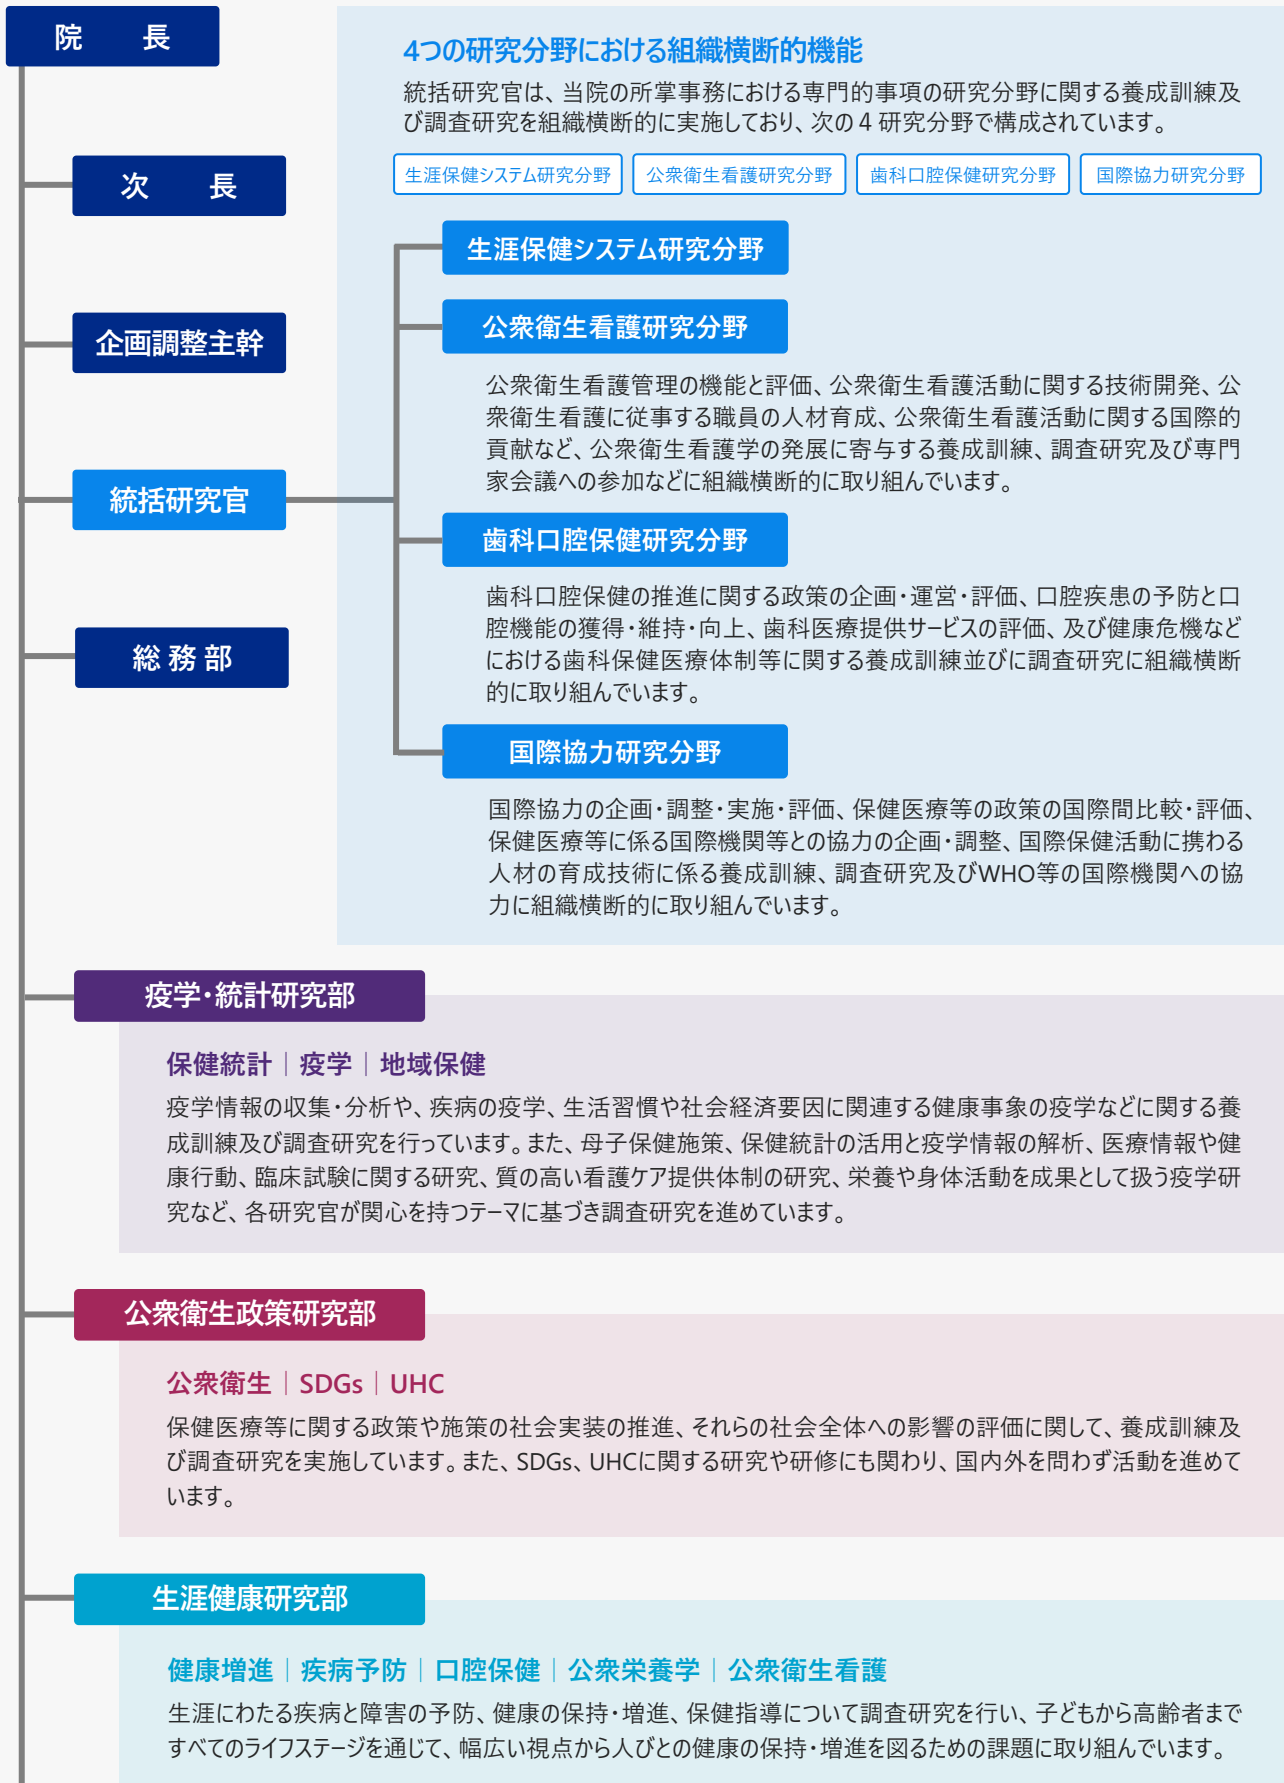 院 長
4つの研究分野における組織横断的機能
統括研究官は、当院の所掌事務における専門的事項の研究分野に関する養成訓練及
び調査研究を組織横断的に実施しており、次の4研究分野で構成されています。
生涯保健システム研究分野 公衆衛生看護研究分野 歯科口腔保健研究分野 国際協力研究分野
次 長
企画調整主幹
統括研究官
総務部
生涯保健システム研究分野
公衆衛生看護研究分野
公衆衛生看護管理の機能と評価、公衆衛生看護活動に関する技術開発、公
衆衛生看護に従事する職員の人材育成、公衆衛生看護活動に関する国際的
貢献など、公衆衛生看護学の発展に寄与する養成訓練、調査研究及び専門
家会議への参加などに組織横断的に取り組んでいます。
歯科口腔保健研究分野
歯科口腔保健の推進に関する政策の企画・運営・評価、口腔疾患の予防と口
腔機能の獲得・維持・向上、歯科医療提供サービスの評価、及び健康危機など
における歯科保健医療体制等に関する養成訓練並びに調査研究に組織横断
的に取り組んでいます。
国際協力研究分野
国際協力の企画・調整・実施・評価、保健医療等の政策の国際間比較・評価、
保健医療等に係る国際機関等との協力の企画・調整、国際保健活動に携わる
人材の育成技術に係る養成訓練、調査研究及びWHO等の国際機関への協
力に組織横断的に取り組んでいます。
疫学・統計研究部
保健統計｜疫学｜地域保健
疫学情報の収集・分析や、疾病の疫学、生活習慣や社会経済要因に関連する健康事象の疫学などに関する養
成訓練及び調査研究を行っています。また、母子保健施策、保健統計の活用と疫学情報の解析、医療情報や健
康行動、臨床試験に関する研究、質の高い看護ケア提供体制の研究、栄養や身体活動を成果として扱う疫学研
究など、各研究官が関心を持つテーマに基づき調査研究を進めています。
公衆衛生政策研究部
公衆衛生｜SDGs｜UHC
保健医療等に関する政策や施策の社会実装の推進、それらの社会全体への影響の評価に関して、養成訓練及
び調査研究を実施しています。また、SDGs、UHCに関する研究や研修にも関わり、国内外を問わず活動を進めて
います。
生涯健康研究部
健康増進｜疾病予防｜口腔保健｜公衆栄養学｜公衆衛生看護
生涯にわたる疾病と障害の予防、健康の保持・増進、保健指導について調査研究を行い、子どもから高齢者まで
すべてのライフステージを通じて、幅広い視点から人びとの健康の保持・増進を図るための課題に取り組んでいます。